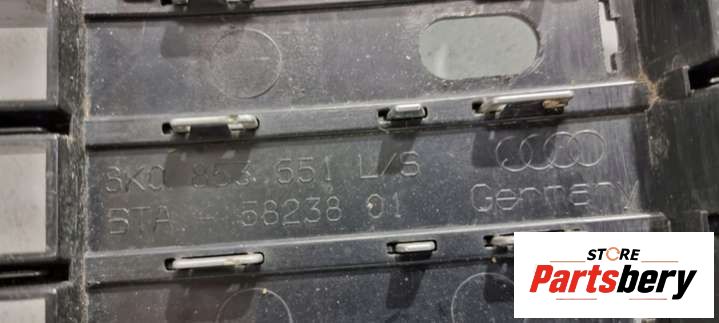 8K0 853 651 L/S
STA - 58238 01
Germany
STORE
Partsbery